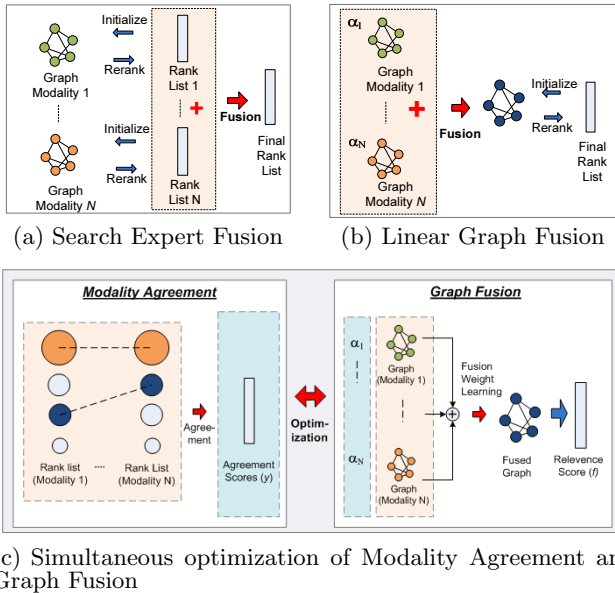 Initialize
Rerank
Graph
Modality 1
Rank
List 1
Fusion
Initialize
Rerank
Graph
Modality N
Rank
List N
Final
Rank
List
(a) Search Expert Fusion
α1
Graph
Modality 1
Fusion
Initialize
Rerank
αN
Graph
Modality N
Final
Rank
List
(b) Linear Graph Fusion
Modality Agreement
Rank list
(Modality 1)
Rank List
(Modality N)
Agree-
ment
Agreement
Scores (y)
Optim-
ization
Graph Fusion
α1
Graph
(Modality 1)
Fusion
Weight
Learning
αN
Graph
(Modality N)
Fused
Graph
Relevence
Score (f)
c) Simultaneous optimization of Modality Agreement an
Graph Fusion